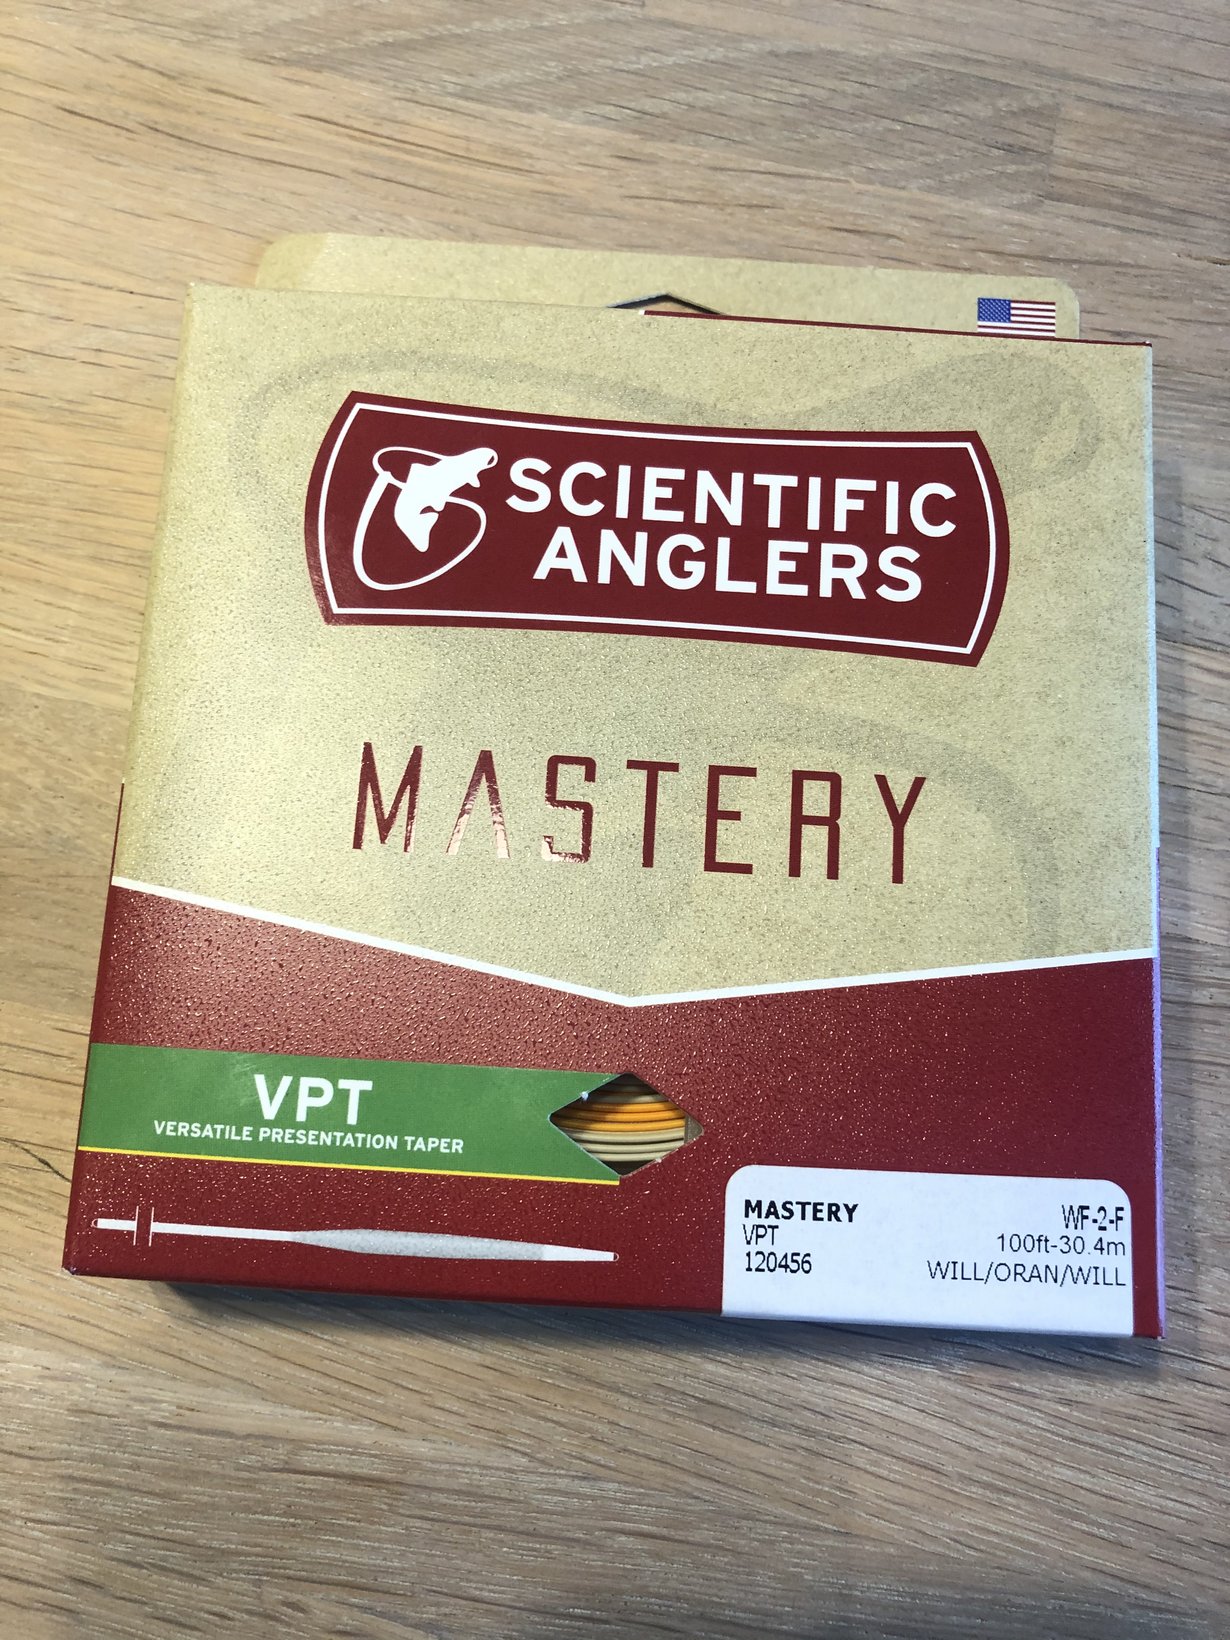 SCIENTIFIC
ANGLERS
MASTERY
VPT
VERSATILE PRESENTATION TAPER
MASTERY
VPT
120456
WF-2-F
100ft-30.4m
WILL/ORAN/WILL